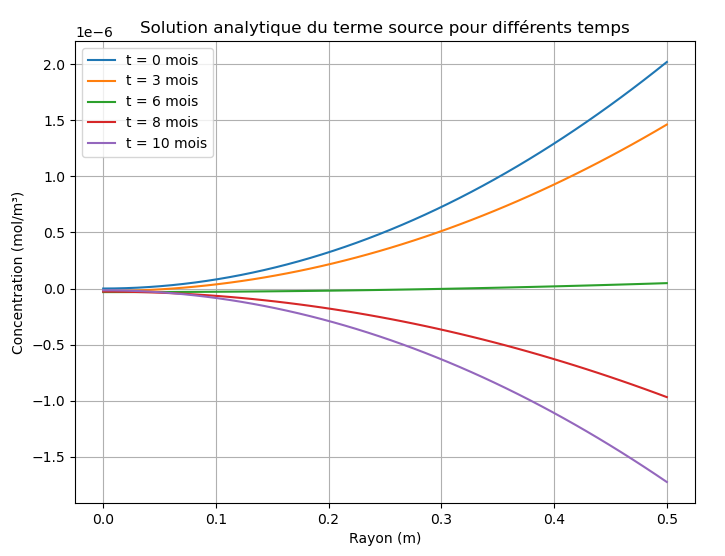 Solution analytique du terme source pour différents temps
1e−6
t = 0 mois
t = 3 mois
t = 6 mois
t = 8 mois
t = 10 mois
2.0
1.5
1.0
0.5
0.0
−0.5
−1.0
−1.5
Concentration (mol/m³)
0.0 0.1 0.2 0.3 0.4 0.5
Rayon (m)